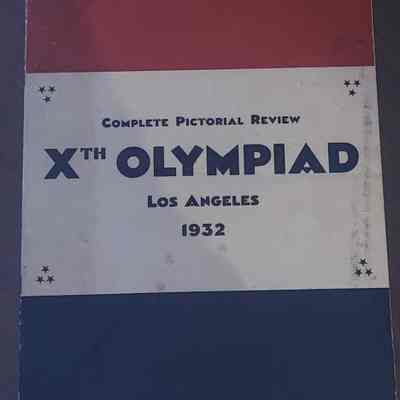 Complete Pictorial Review
Xth OLYMPIAD
Los Angeles
1932